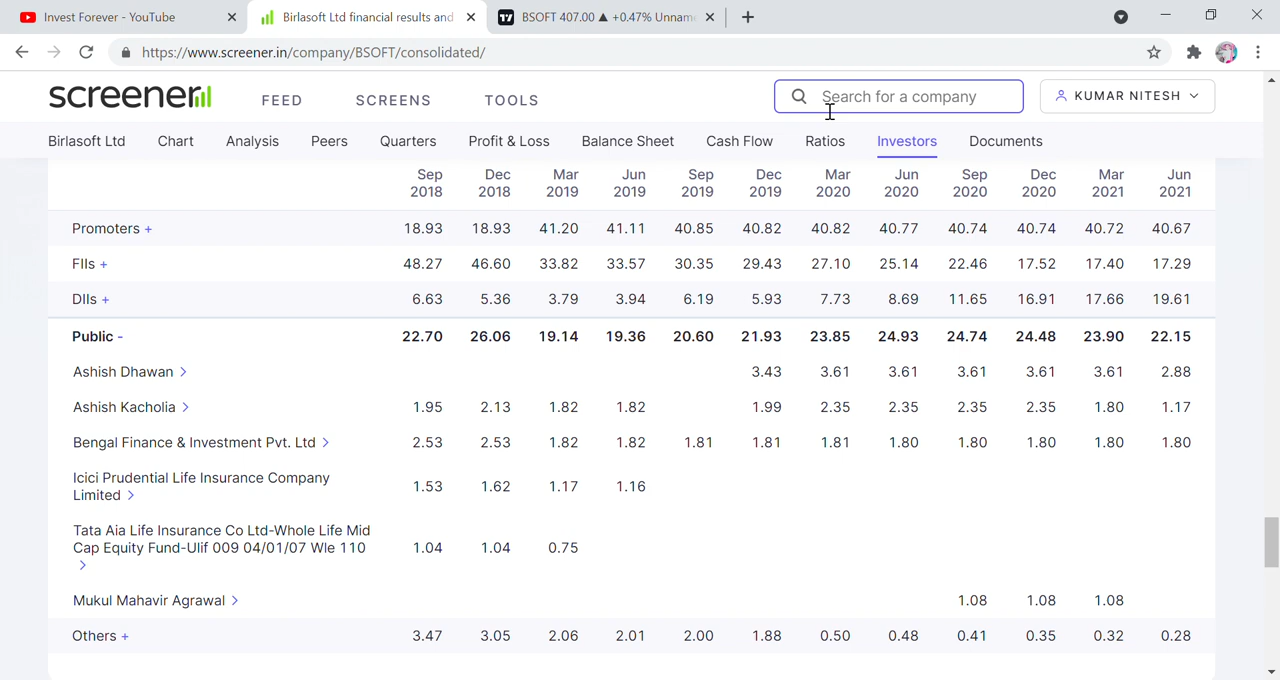 Invest Forever - YouTube
Birlasoft Ltd financial results and
BSOFT 407.00 ▲ +0.47% Unnam
https://www.screener.in/company/BSOFT/consolidated/
screener
FEED SCREENS TOOLS
Search for a company
KUMAR NITESH
Birlasoft Ltd Chart Analysis Peers Quarters Profit & Loss Balance Sheet Cash Flow Ratios Investors Documents
Sep Dec Mar Jun Sep Dec Mar Jun Sep Dec Mar Jun
2018 2018 2019 2019 2019 2019 2020 2020 2020 2020 2021 2021
Promoters + 18.93 18.93 41.20 41.11 40.85 40.82 40.82 40.77 40.74 40.74 40.72 40.67
FIIs + 48.27 46.60 33.82 33.57 30.35 29.43 27.10 25.14 22.46 17.52 17.40 17.29
DIIs + 6.63 5.36 3.79 3.94 6.19 5.93 7.73 8.69 11.65 16.91 17.66 19.61
Public - 22.70 26.06 19.14 19.36 20.60 21.93 23.85 24.93 24.74 24.48 23.90 22.15
Ashish Dhawan > 3.43 3.61 3.61 3.61 3.61 3.61 2.88
Ashish Kacholia > 1.95 2.13 1.82 1.82 1.99 2.35 2.35 2.35 2.35 1.80 1.17
Bengal Finance & Investment Pvt. Ltd > 2.53 2.53 1.82 1.82 1.81 1.81 1.81 1.80 1.80 1.80 1.80 1.80
Icici Prudential Life Insurance Company
Limited > 1.53 1.62 1.17 1.16
Tata Aia Life Insurance Co Ltd-Whole Life Mid
Cap Equity Fund-Ulif 009 04/01/07 Wle 110 1.04 1.04 0.75
>
Mukul Mahavir Agrawal > 1.08 1.08 1.08
Others + 3.47 3.05 2.06 2.01 2.00 1.88 0.50 0.48 0.41 0.35 0.32 0.28